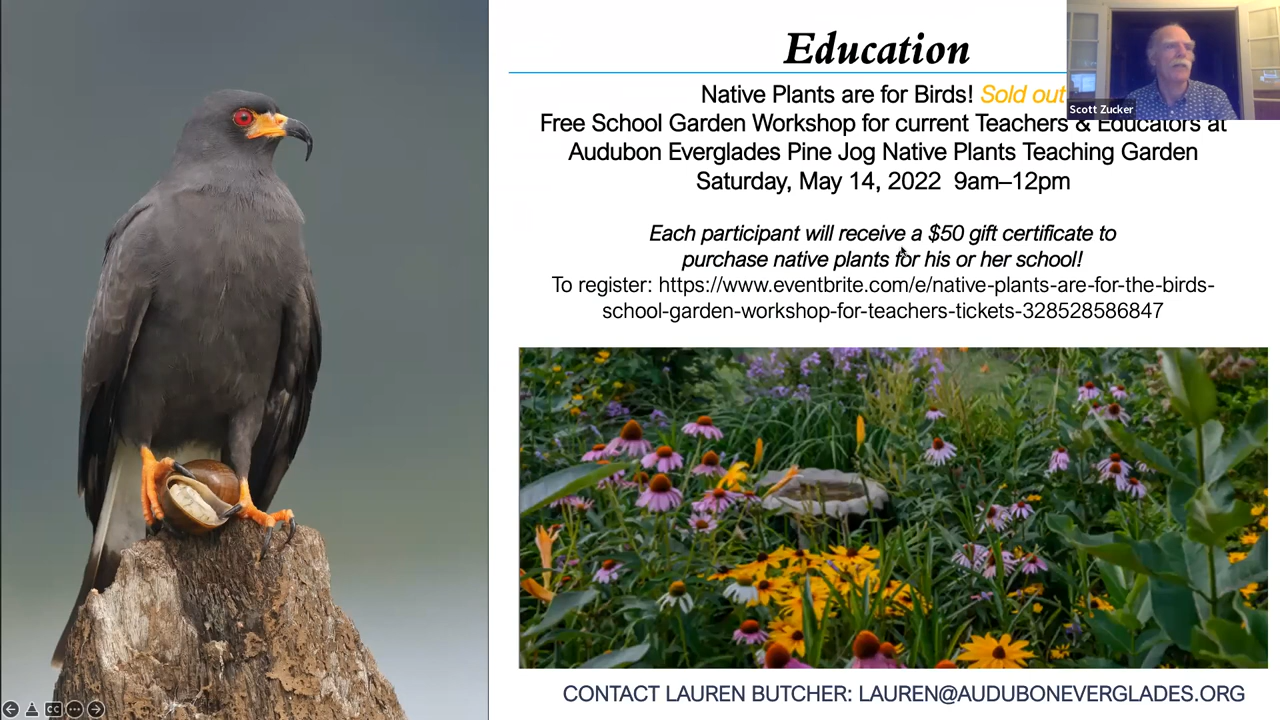 Education
Native Plants are for Birds! Sold out
Free School Garden Workshop for current Teachers & Educators at
Audubon Everglades Pine Jog Native Plants Teaching Garden
Saturday, May 14, 2022 9am–12pm
Each participant will receive a $50 gift certificate to
purchase native plants for his or her school!
To register: https://www.eventbrite.com/e/native-plants-are-for-the-birds-
school-garden-workshop-for-teachers-tickets-328528586847
CONTACT LAUREN BUTCHER: LAUREN@AUDUBONEVERGLADES.ORG
Scott Zucker
CC